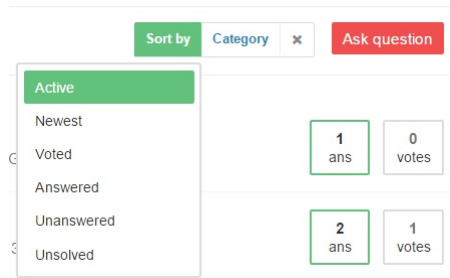 Sort by Category × Ask question
Active
Newest
Voted
Answered
Unanswered
Unsolved
1 0
ans votes
2 1
ans votes